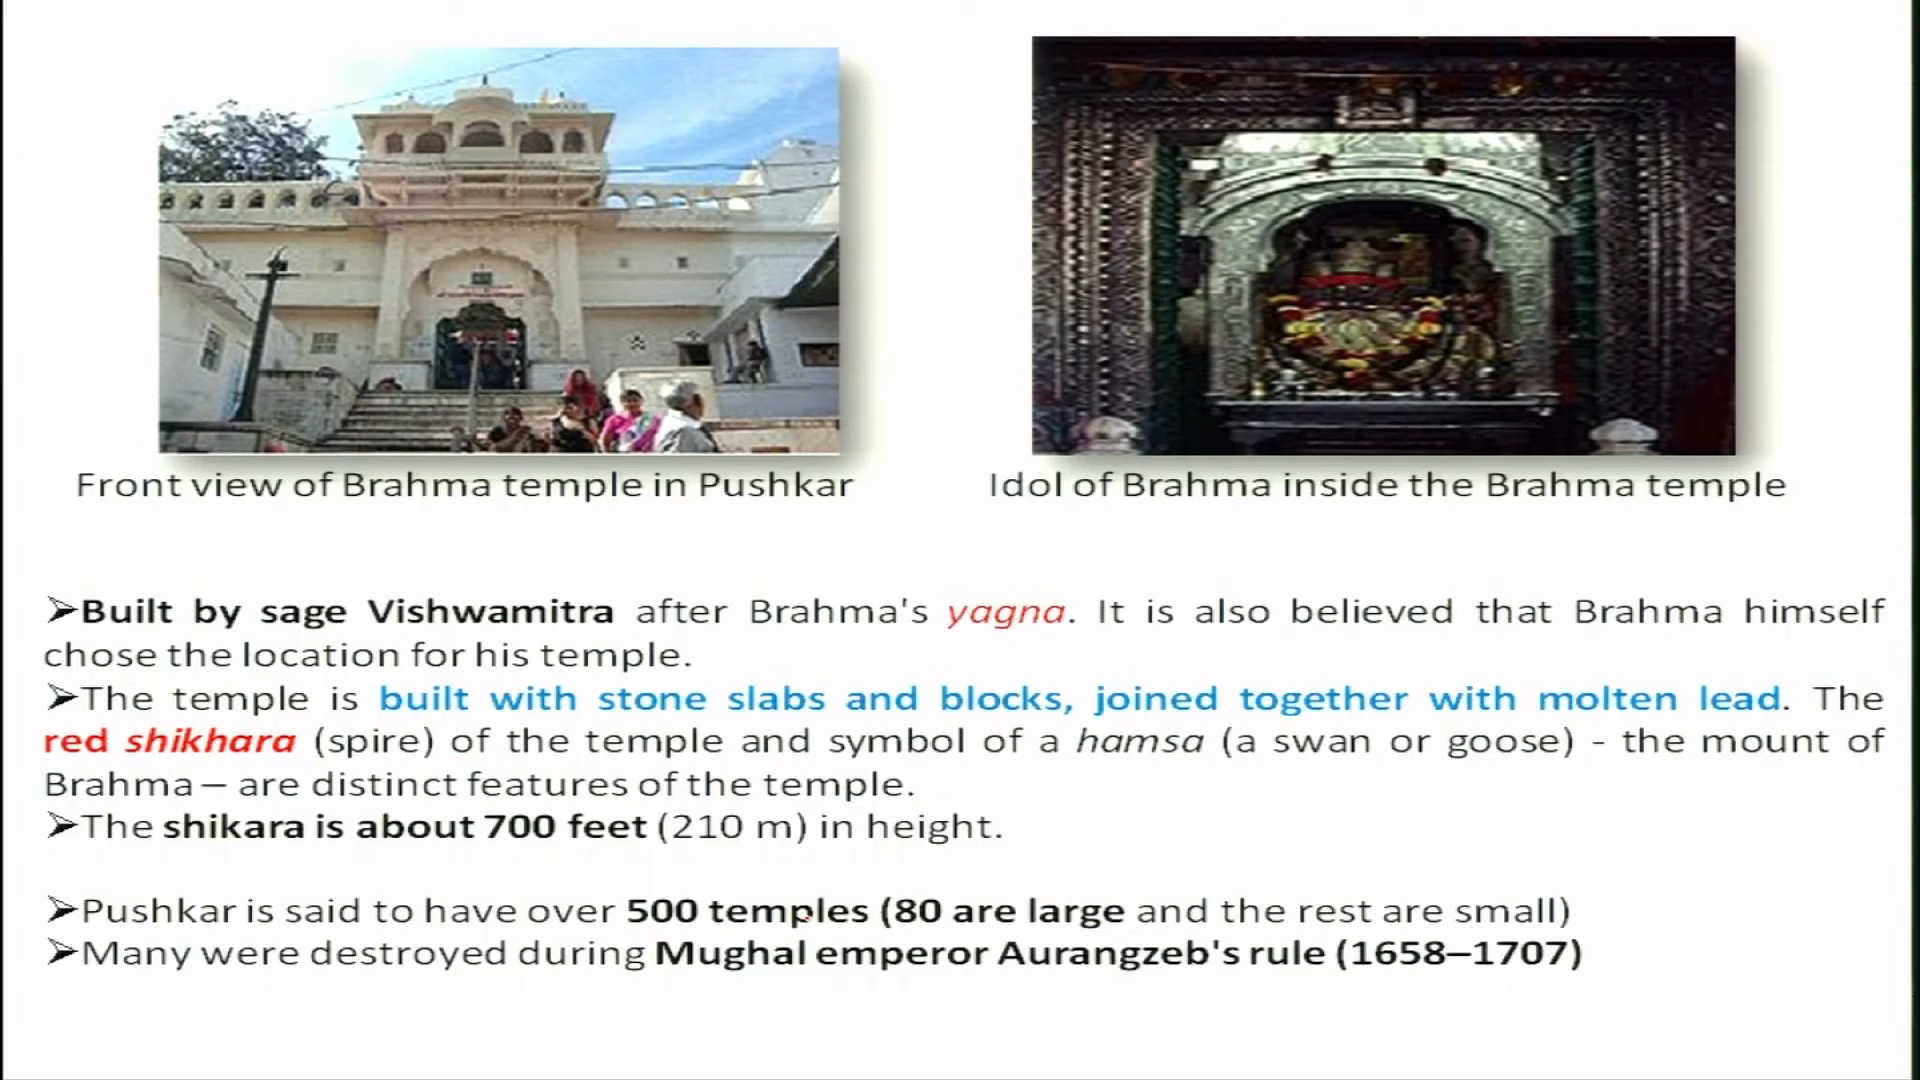 Front view of Brahma temple in Pushkar
Idol of Brahma inside the Brahma temple
➢Built by sage Vishwamitra after Brahma's yagna. It is also believed that Brahma himself
chose the location for his temple.
➢The temple is built with stone slabs and blocks, joined together with molten lead. The
red shikhara (spire) of the temple and symbol of a hamsa (a swan or goose) - the mount of
Brahma – are distinct features of the temple.
➢The shikara is about 700 feet (210 m) in height.
➢Pushkar is said to have over 500 temples (80 are large and the rest are small)
➢Many were destroyed during Mughal emperor Aurangzeb's rule (1658–1707)